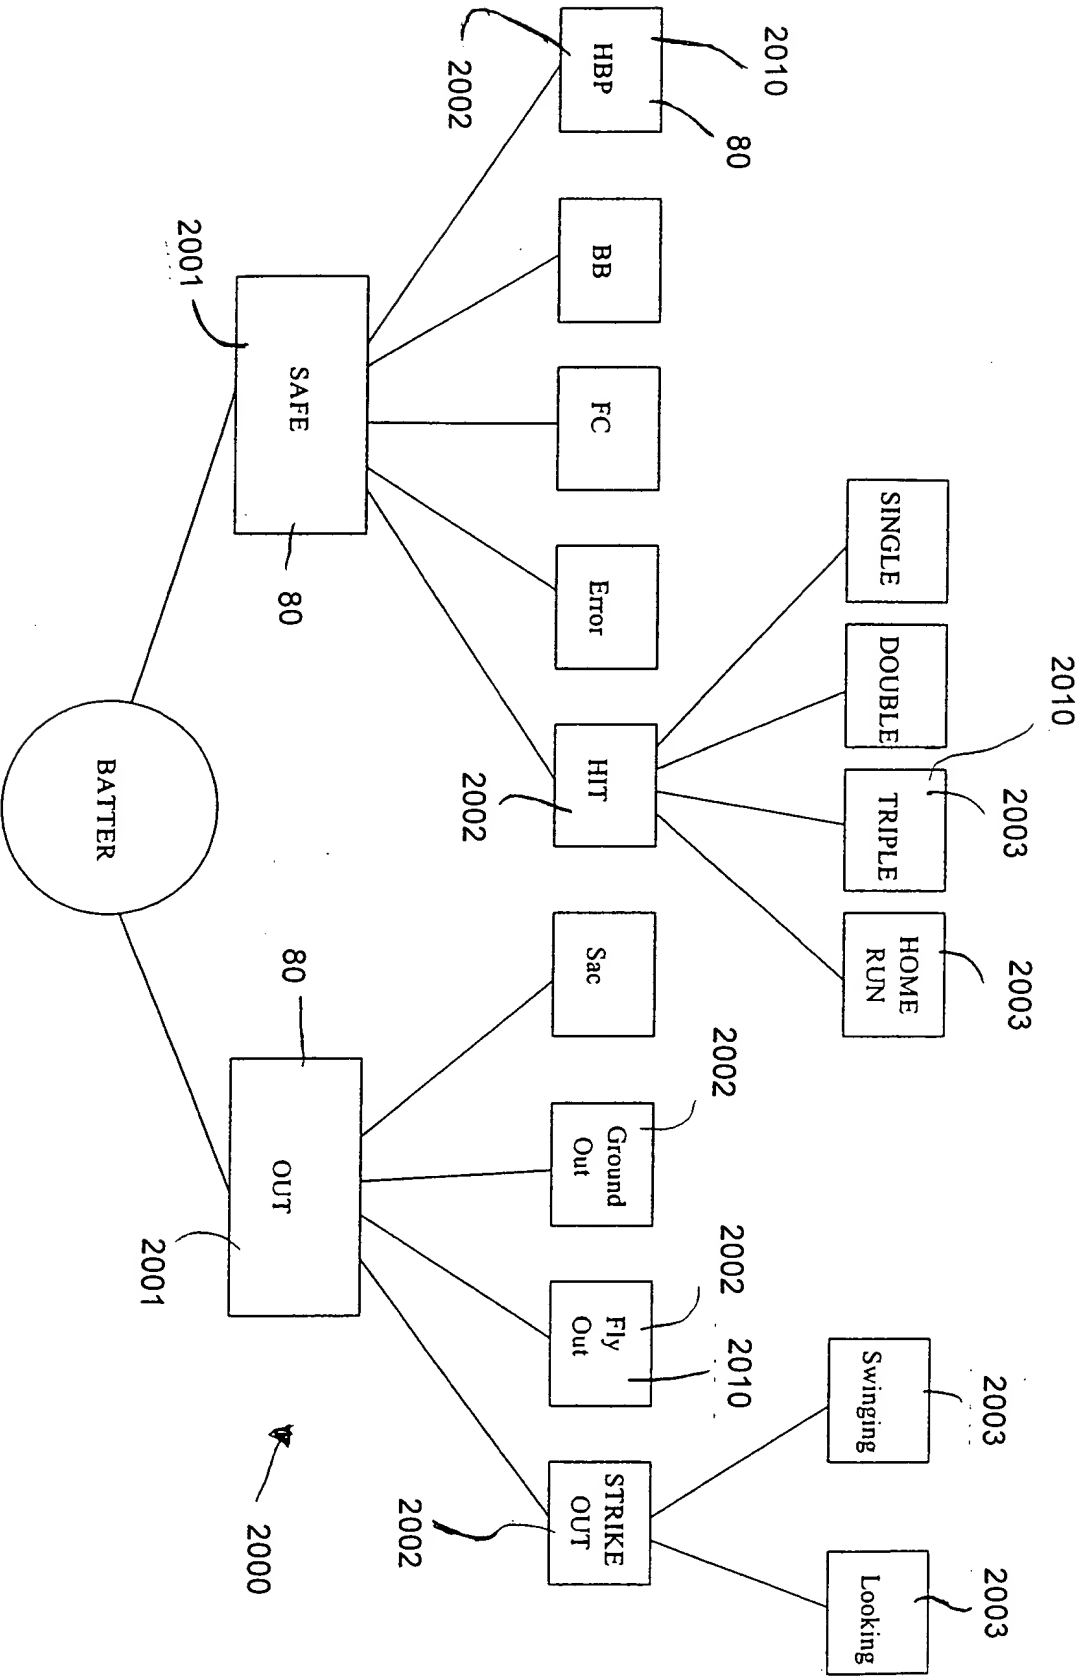 2010
2003
2003
2003
2003
SINGLE
DOUBLE
TRIPLE
HOME
RUN
Swinging
Looking
2010
80
2002
2002
2010
HBP
BB
FC
Error
HIT
Sac
Ground
Out
Fly
Out
STRIKE
OUT
2002
2002
2002
SAFE
80
80
OUT
2000
2001
2001
BATTER